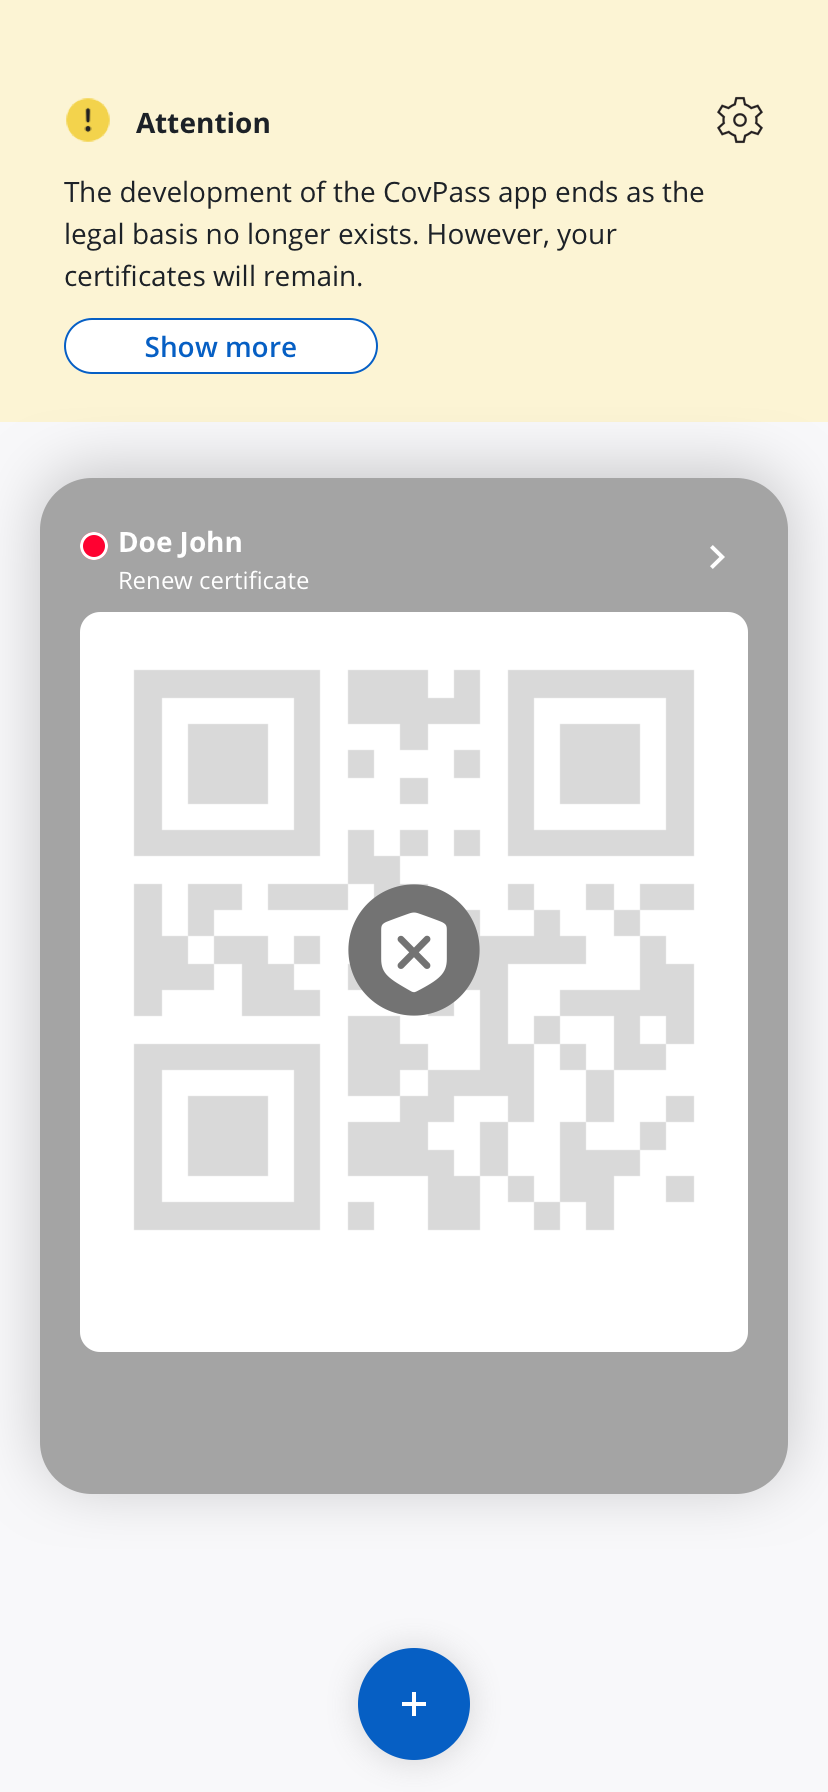 Attention
The development of the CovPass app ends as the
legal basis no longer exists. However, your
certificates will remain.
Show more
Doe John
Renew certificate